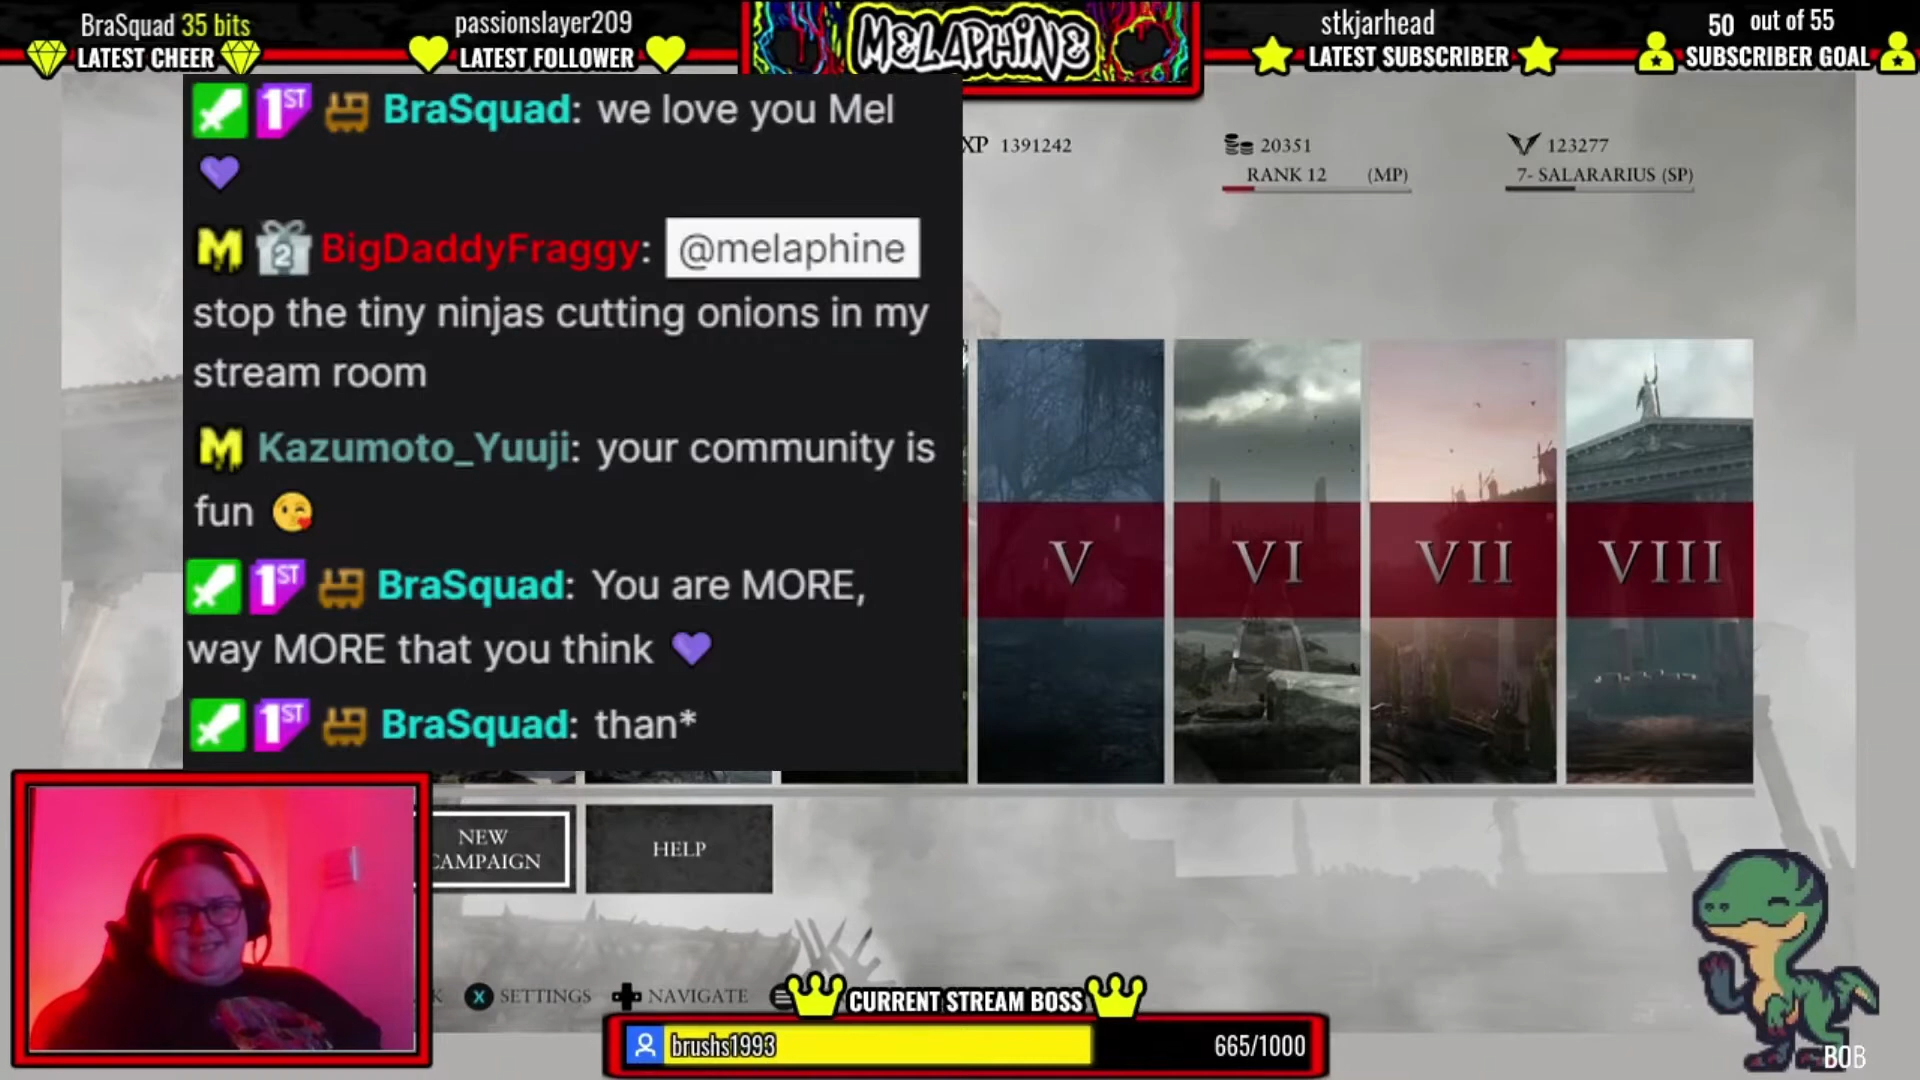 BraSquad 35 bits
LATEST CHEER
passionslayer209
LATEST FOLLOWER
MELAPHINE
stkjarhead
LATEST SUBSCRIBER
50 out of 55
SUBSCRIBER GOAL
1ST BraSquad: we love you Mel
💜
M 2 BigDaddyFraggy: @melaphine
stop the tiny ninjas cutting onions in my
stream room
M Kazumoto_Yuuji: your community is
fun 😘
1ST BraSquad: You are MORE,
way MORE that you think 💜
1ST BraSquad: than*
XP 1391242
20351
RANK 12 (MP)
123277
7- SALARARIUS (SP)
V
VI
VII
VIII
NEW
CAMPAIGN
HELP
K
X SETTINGS
NAVIGATE
CURRENT STREAM BOSS
brushs1993
665/1000
BOB